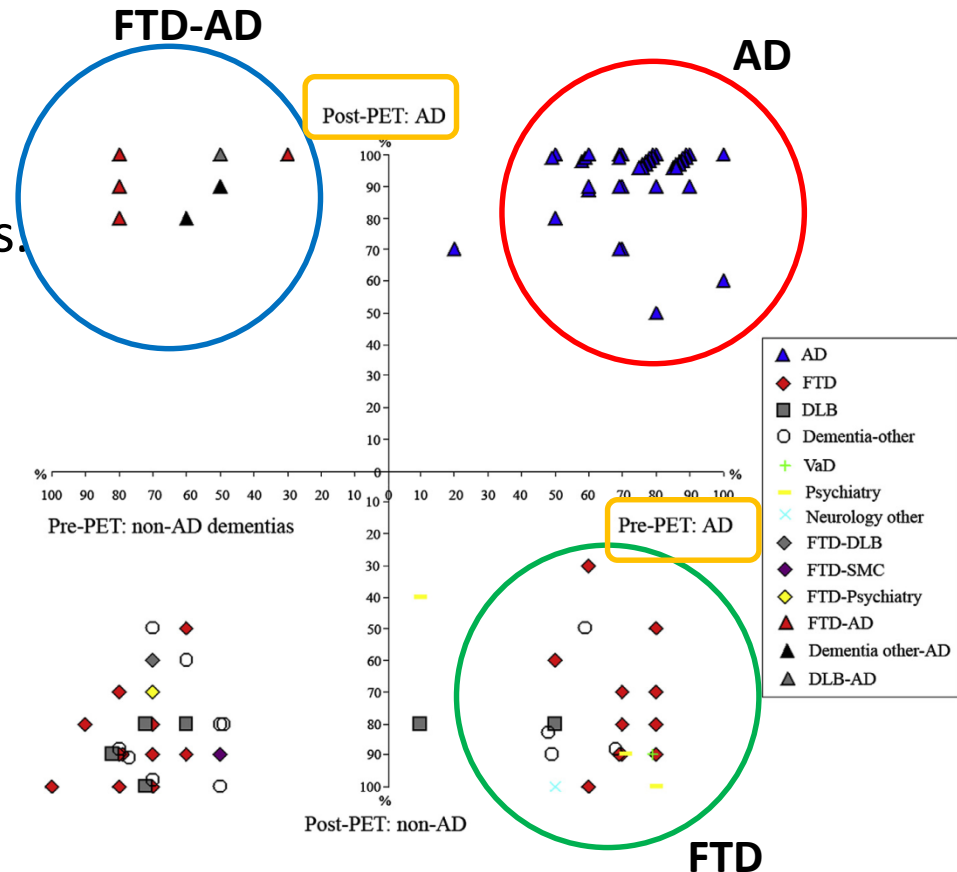 FTD-AD
AD
Post-PET: AD
%
100
90
80
s.
70
60
50
40
30
20
10
% 0 %
100 90 80 70 60 50 40 30 20 10 0 20 30 40 50 60 70 80 90 100
10
Pre-PET: non-AD dementias
Pre-PET: AD
20
30
40
50
60
70
80
90
100
%
Post-PET: non-AD
FTD
AD
FTD
DLB
Dementia-other
VaD
Psychiatry
Neurology other
FTD-DLB
FTD-SMC
FTD-Psychiatry
FTD-AD
Dementia other-AD
DLB-AD